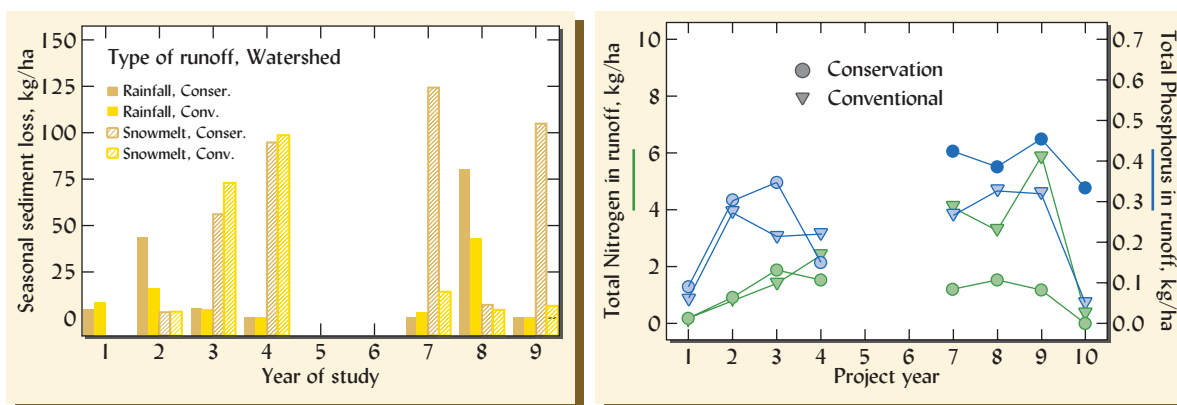 150
125
100
75
50
25
0
Seasonal sediment loss, kg/ha
Type of runoff, Watershed
Rainfall, Conser.
Rainfall, Conv.
Snowmelt, Conser.
Snowmelt, Conv.
1 2 3 4 5 6 7 8 9
Year of study
10
8
6
4
2
0
Total Nitrogen in runoff, kg/ha
Conservation
Conventional
0.7
0.6
0.5
0.4
0.3
0.2
0.1
0.0
Total Phosphorus in runoff, kg/ha
1 2 3 4 5 6 7 8 9 10
Project year